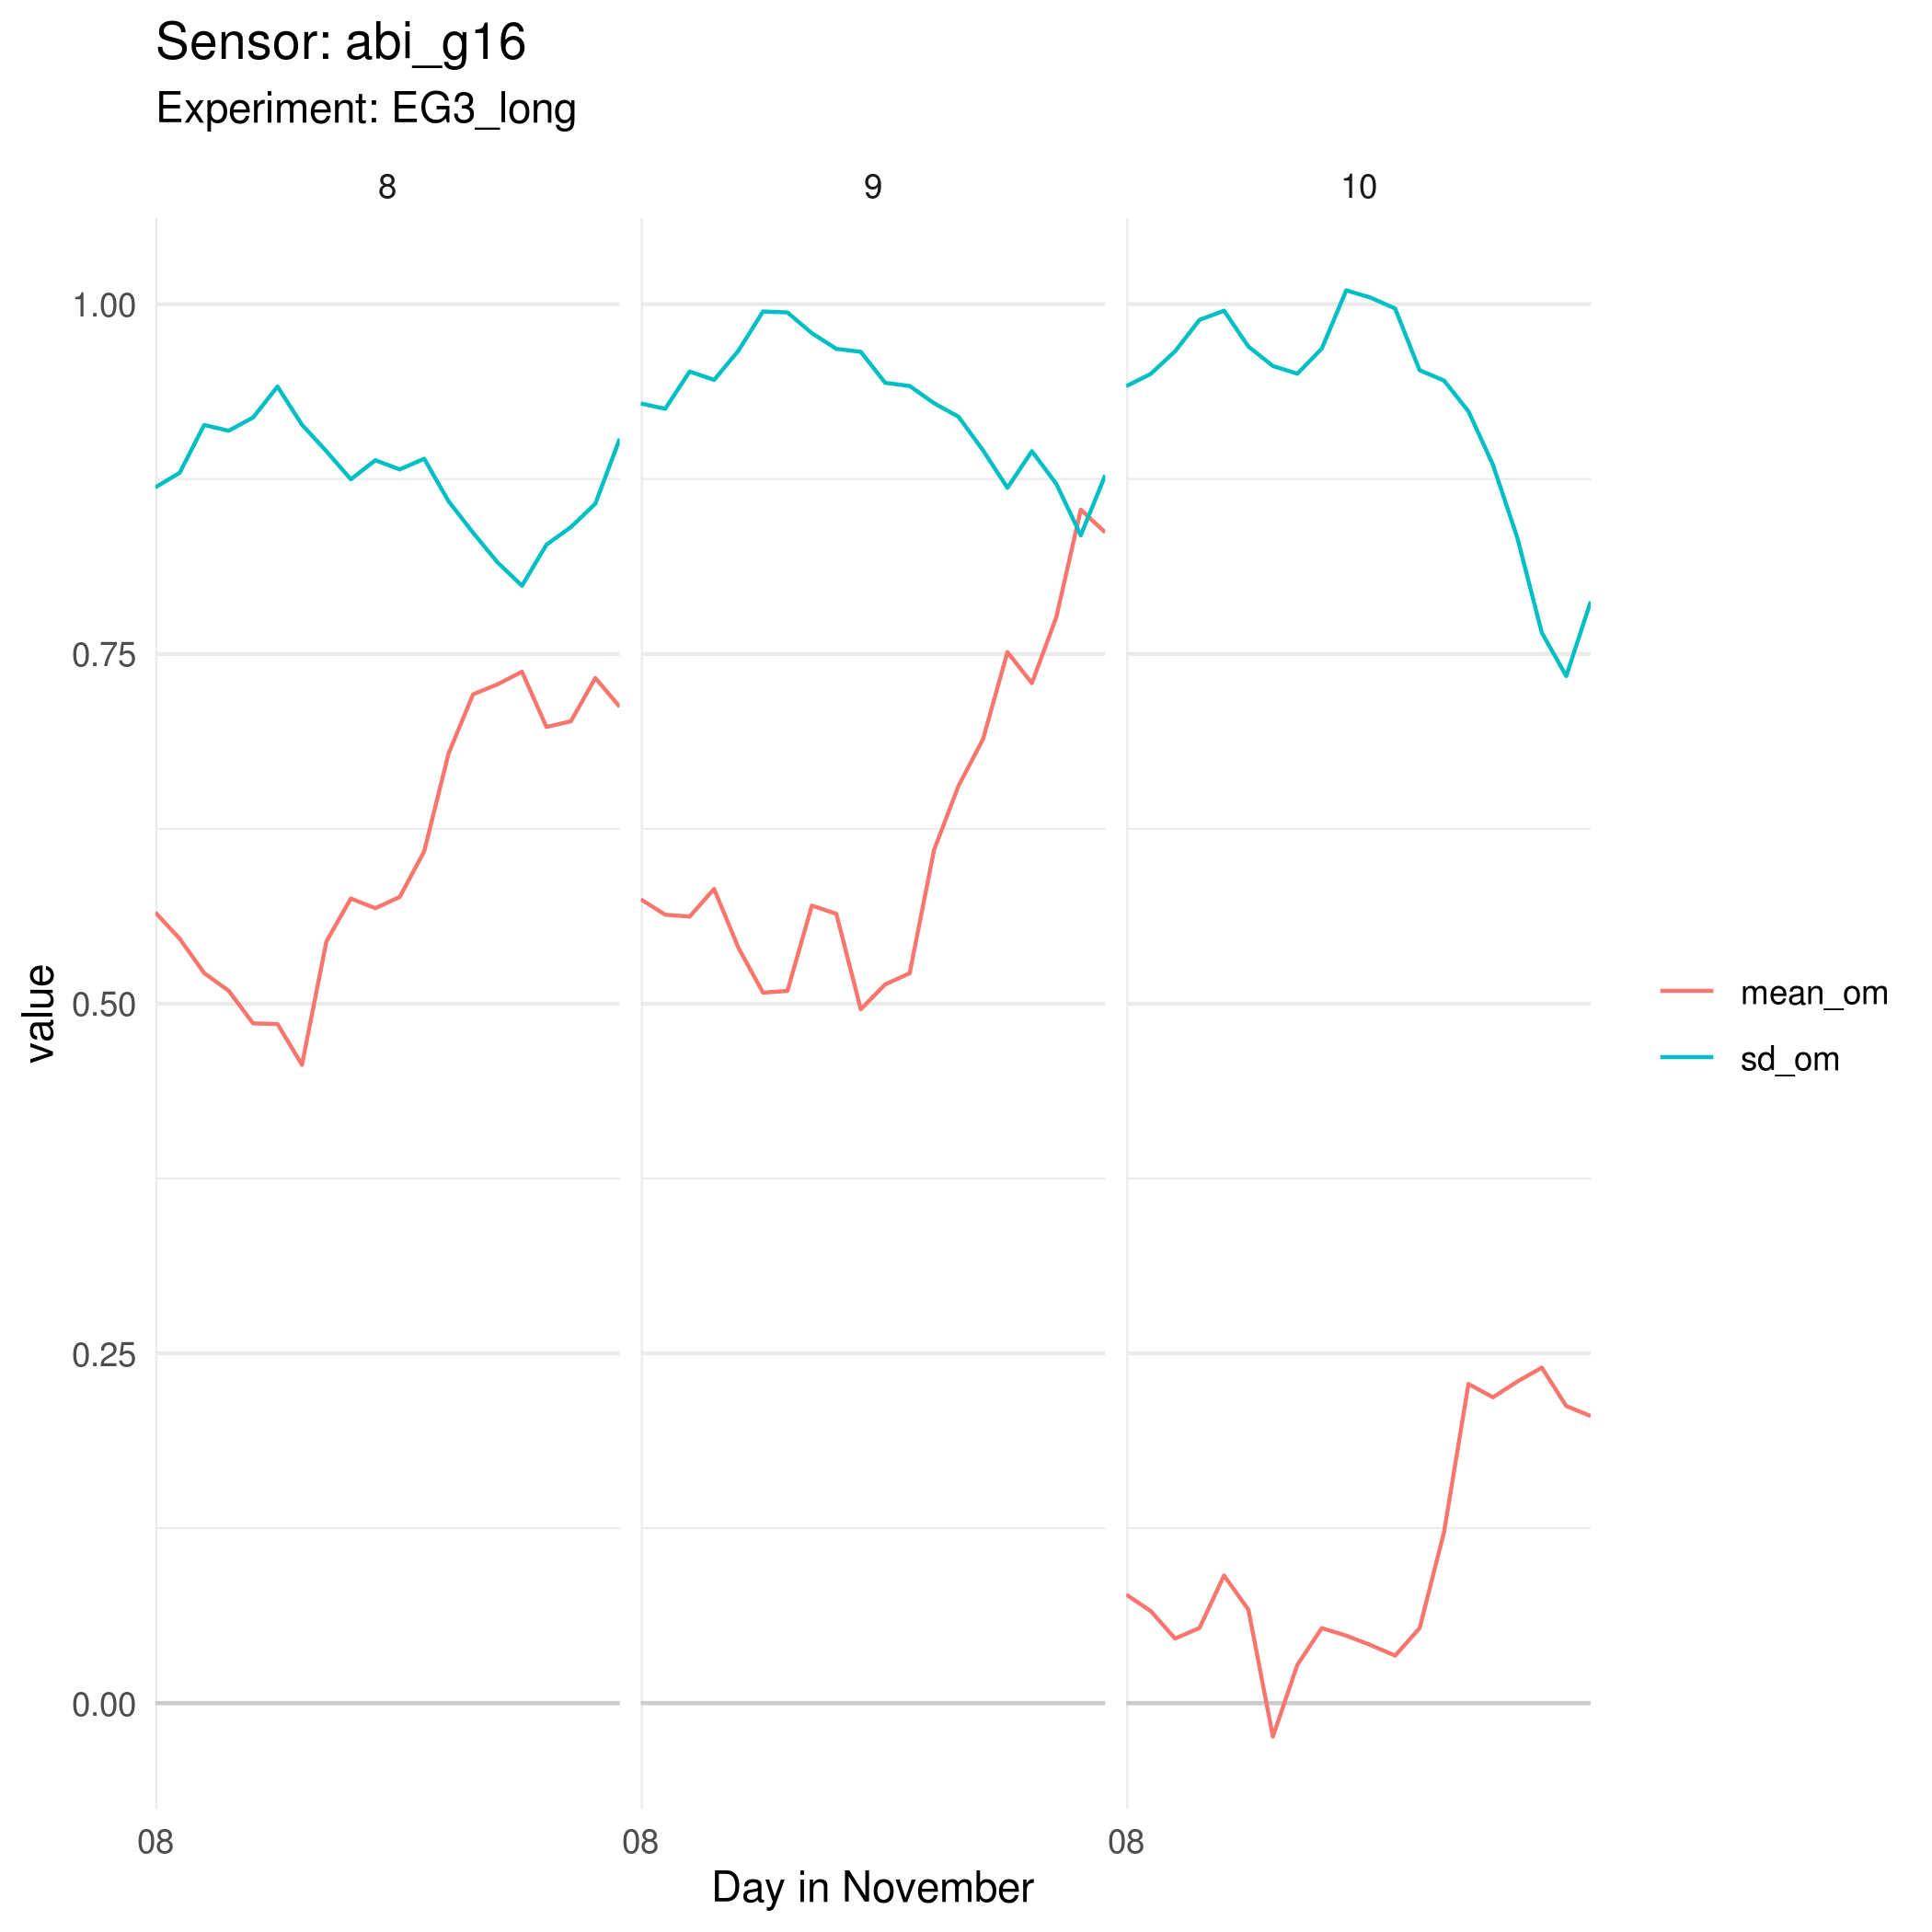 Sensor: abi_g16
Experiment: EG3_long
8 9 10
1.00
0.75
0.50
0.25
0.00
value
mean_om
sd_om
08 08 08
Day in November